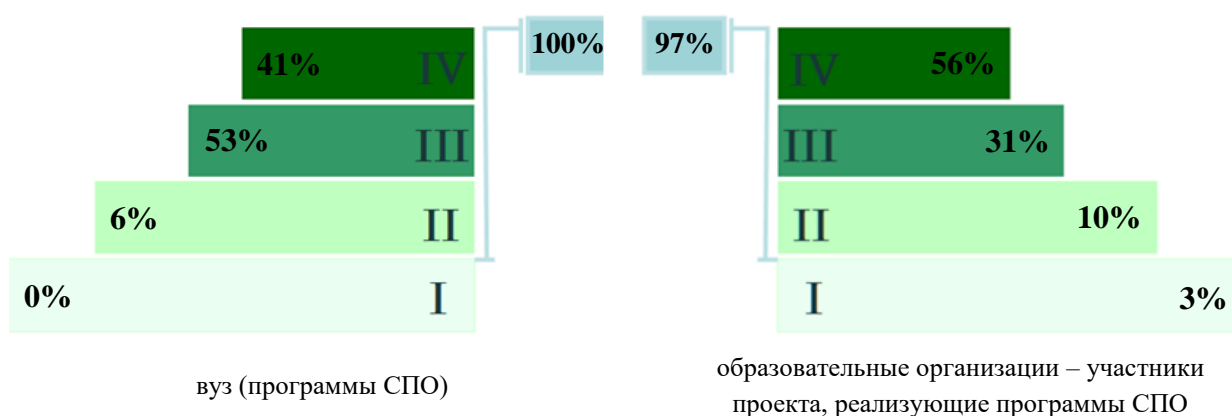 41% IV 100% 97% IV 56%
53% III III 31%
6% II II 10%
0% I I 3%
вуз (программы СПО)
образовательные организации – участники
проекта, реализующие программы СПО